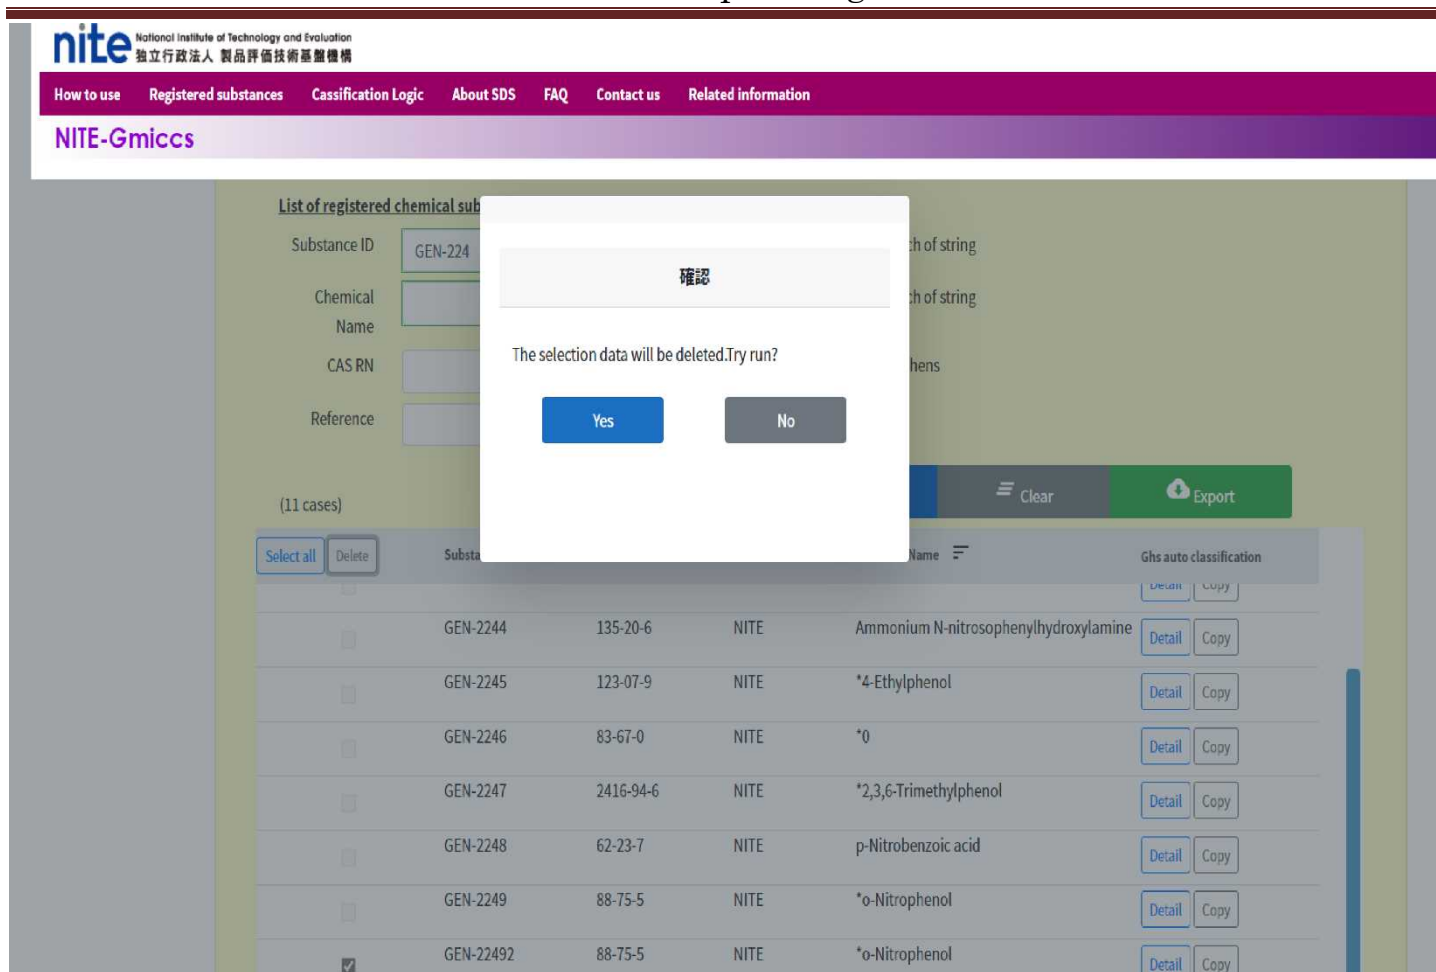 nite National Institute of Technology and Evaluation
独立行政法人 製品評価技術基盤機構
How to use Registered substances Cassification Logic About SDS FAQ Contact us Related information
NITE-Gmiccs
List of registered chemical sub
Substance ID GEN-224 ch of string
確認
Chemical Name ch of string
The selection data will be deleted.Try run?
CAS RN hens
Yes No
Reference
(11 cases) Clear Export
Select all Delete Substa Name Ghs auto classification
Detail Copy
GEN-2244 135-20-6 NITE Ammonium N-nitrosophenylhydroxylamine Detail Copy
GEN-2245 123-07-9 NITE *4-Ethylphenol Detail Copy
GEN-2246 83-67-0 NITE *0 Detail Copy
GEN-2247 2416-94-6 NITE *2,3,6-Trimethylphenol Detail Copy
GEN-2248 62-23-7 NITE p-Nitrobenzoic acid Detail Copy
GEN-2249 88-75-5 NITE *o-Nitrophenol Detail Copy
GEN-22492 88-75-5 NITE *o-Nitrophenol Detail Copy